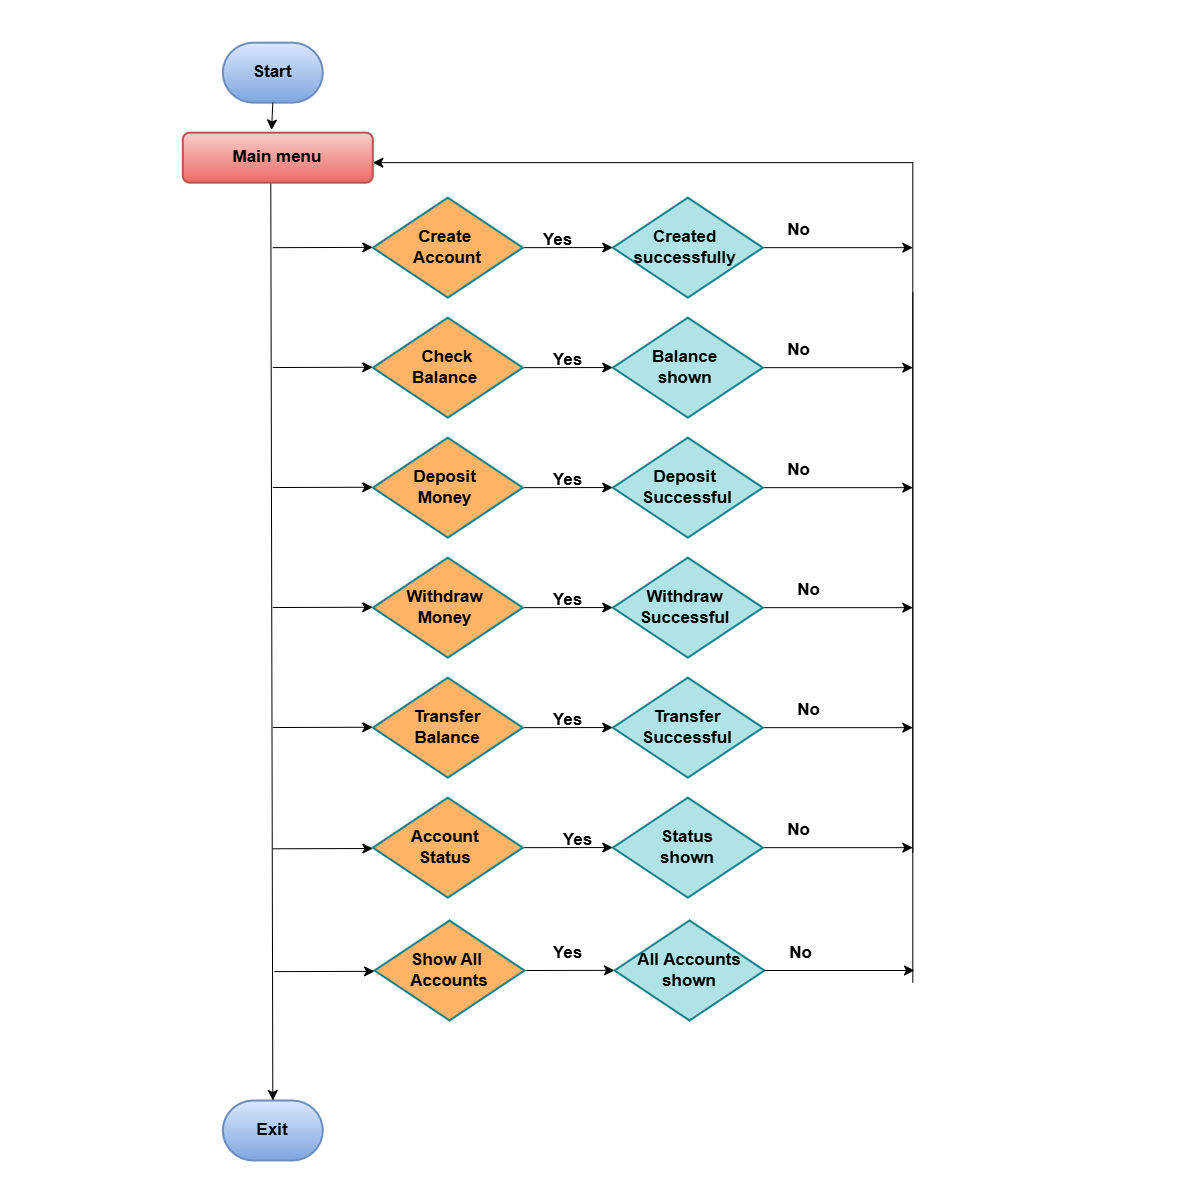 Start
Main menu
Create
Account
Yes
Created
successfully
No
Check
Balance
Yes
Balance
shown
No
Deposit
Money
Yes
Deposit
Successful
No
Withdraw
Money
Yes
Withdraw
Successful
No
Transfer
Balance
Yes
Transfer
Successful
No
Account
Status
Yes
Status
shown
No
Show All
Accounts
Yes
All Accounts
shown
No
Exit